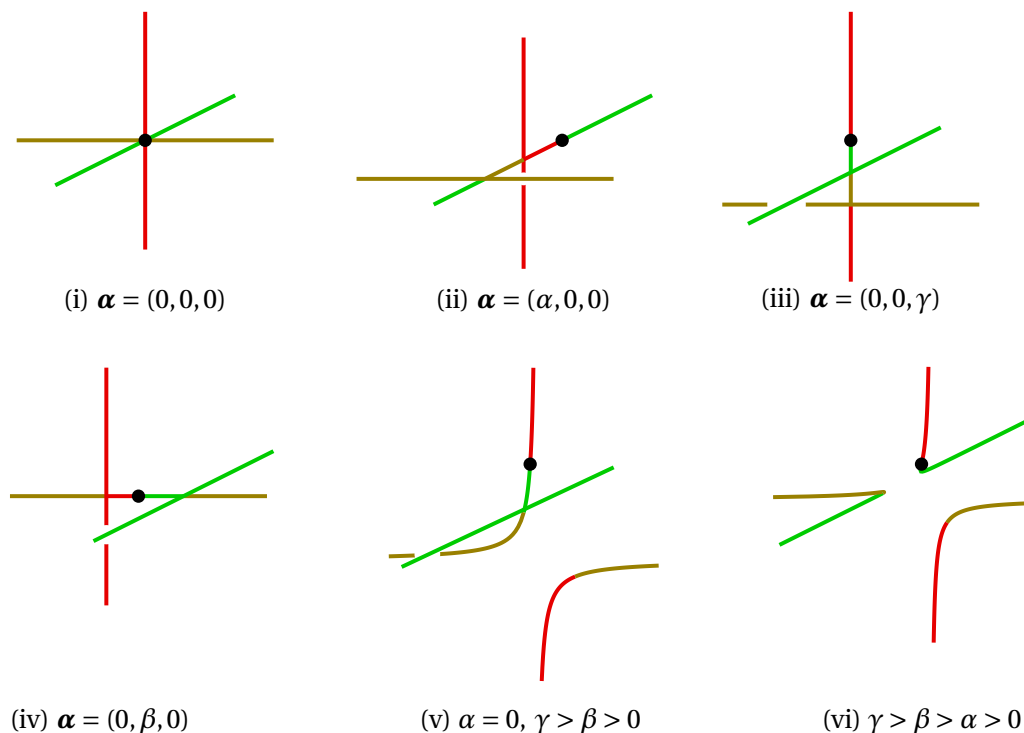 (i) 𝜶 = (0, 0, 0)
(ii) 𝜶 = (α, 0, 0)
(iii) 𝜶 = (0, 0, γ)
(iv) 𝜶 = (0, β, 0)
(v) α = 0, γ > β > 0
(vi) γ > β > α > 0